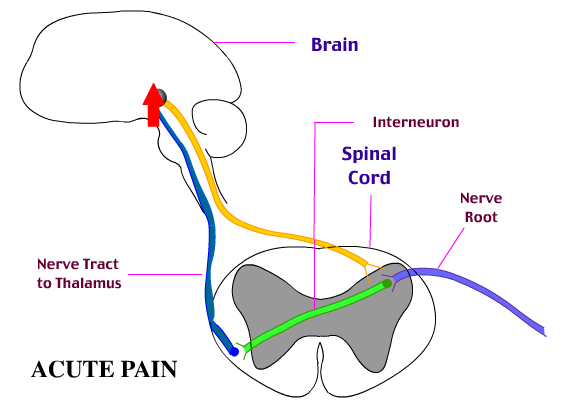 Brain
Interneuron
Spinal
Cord
Nerve
Root
Nerve Tract
to Thalamus
ACUTE PAIN